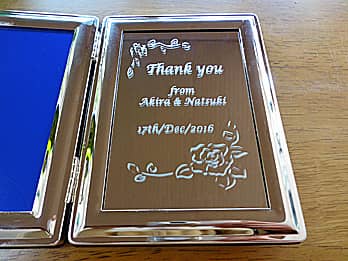 Thank you
from
Akira & Natsuki
17th/Dec/2016